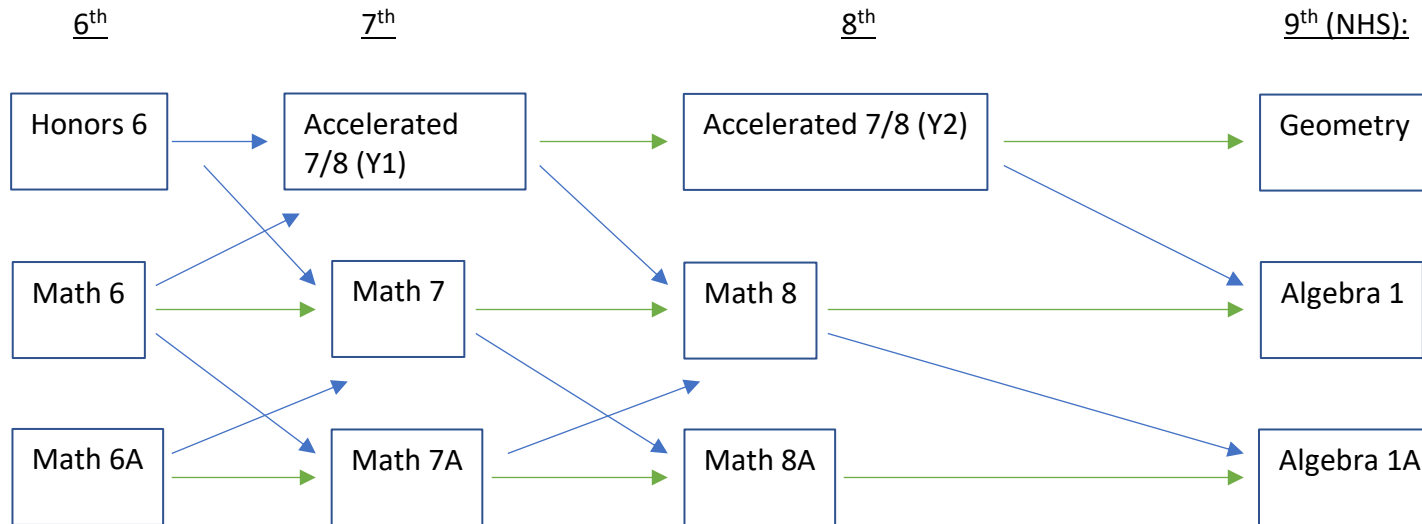 6th
7th
8th
9th (NHS):
Honors 6
Accelerated
7/8 (Y1)
Accelerated 7/8 (Y2)
Geometry
Math 6
Math 7
Math 8
Algebra 1
Math 6A
Math 7A
Math 8A
Algebra 1A